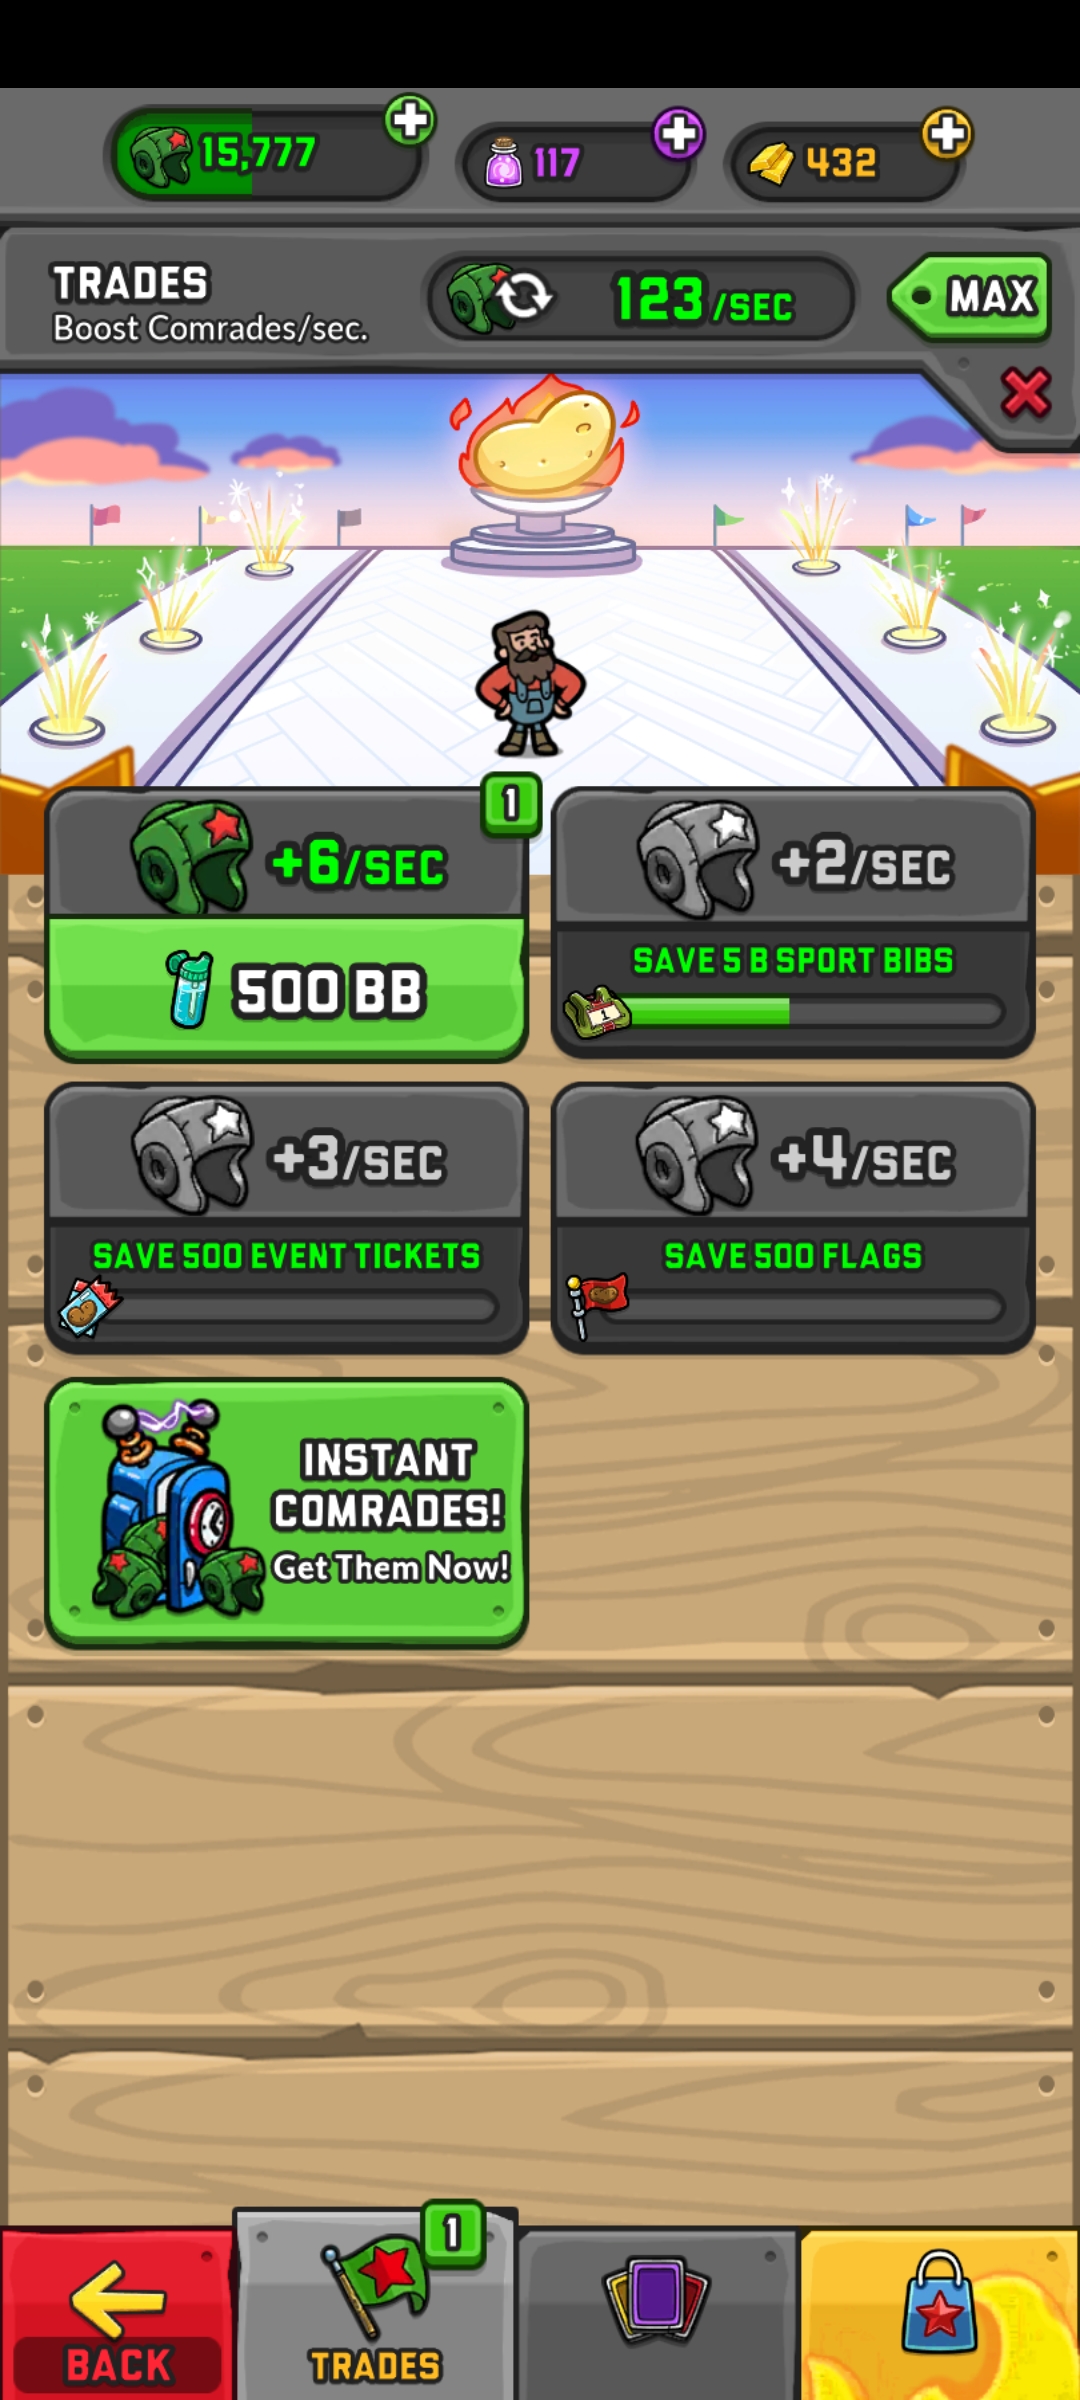 15,777
117
432
TRADES
Boost Comrades/sec.
123/SEC
MAX
1
+6/SEC
500 BB
+2/SEC
SAVE 5 B SPORT BIBS
1
+3/SEC
SAVE 500 EVENT TICKETS
+4/SEC
SAVE 500 FLAGS
INSTANT
COMRADES!
Get Them Now!
BACK
1
TRADES